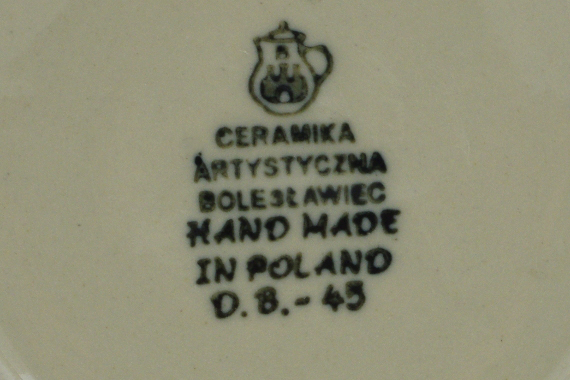 B
CERAMIKA
ARTYSTYCZNA
BOLESŁAWIEC
HAND MADE
IN POLAND
D.B.-45